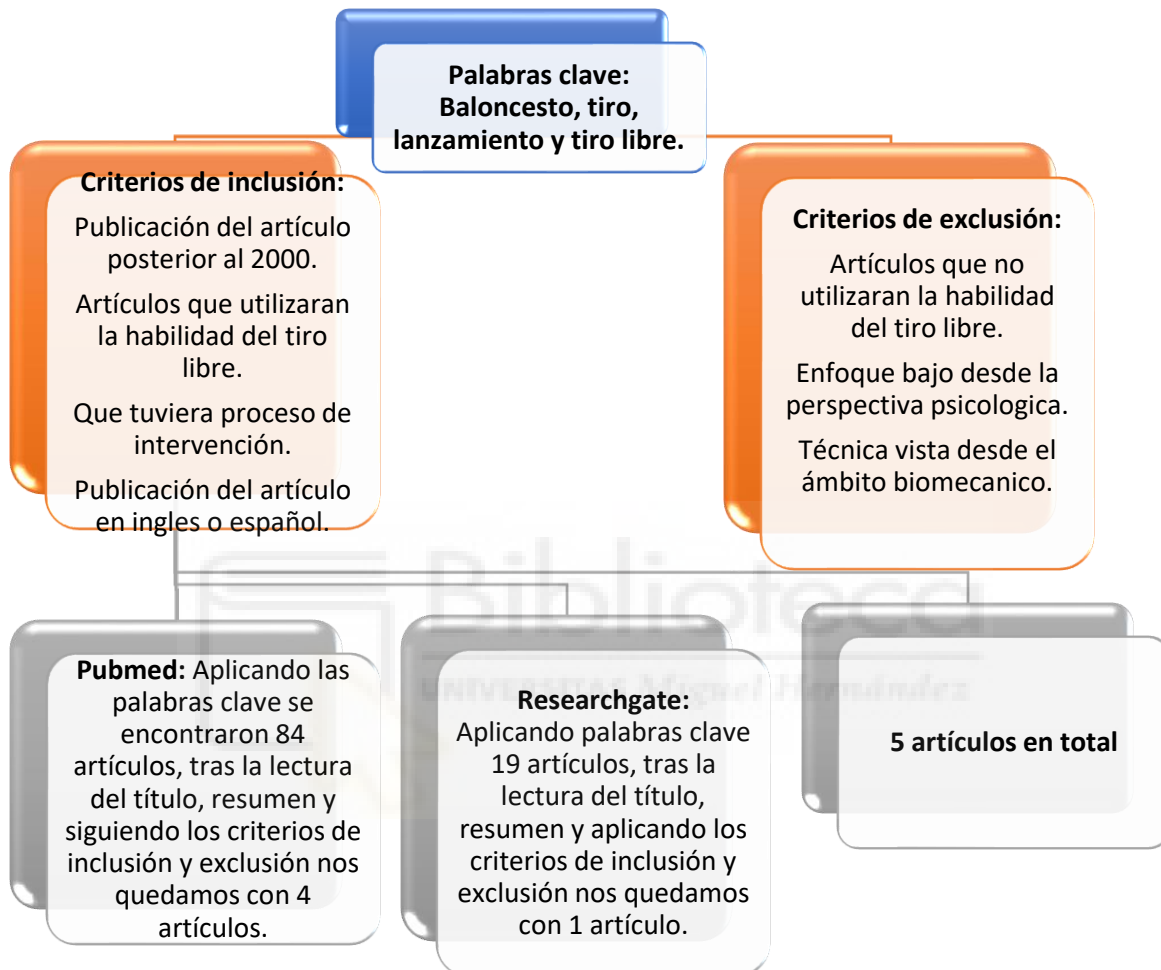 Palabras clave:
Baloncesto, tiro,
lanzamiento y tiro libre.
Criterios de inclusión:
Publicación del artículo
posterior al 2000.
Artículos que utilizaran
la habilidad del tiro
libre.
Que tuviera proceso de
intervención.
Publicación del artículo
en ingles o español.
Criterios de exclusión:
Artículos que no
utilizaran la habilidad
del tiro libre.
Enfoque bajo desde la
perspectiva psicologica.
Técnica vista desde el
ámbito biomecanico.
Biblioteca
UNIVERSITAS Miguel Hernández
Pubmed: Aplicando las
palabras clave se
encontraron 84
artículos, tras la lectura
del título, resumen y
siguiendo los criterios de
inclusión y exclusión nos
quedamos con 4
artículos.
Researchgate:
Aplicando palabras clave
19 artículos, tras la
lectura del título,
resumen y aplicando los
criterios de inclusión y
exclusión nos quedamos
con 1 artículo.
5 artículos en total